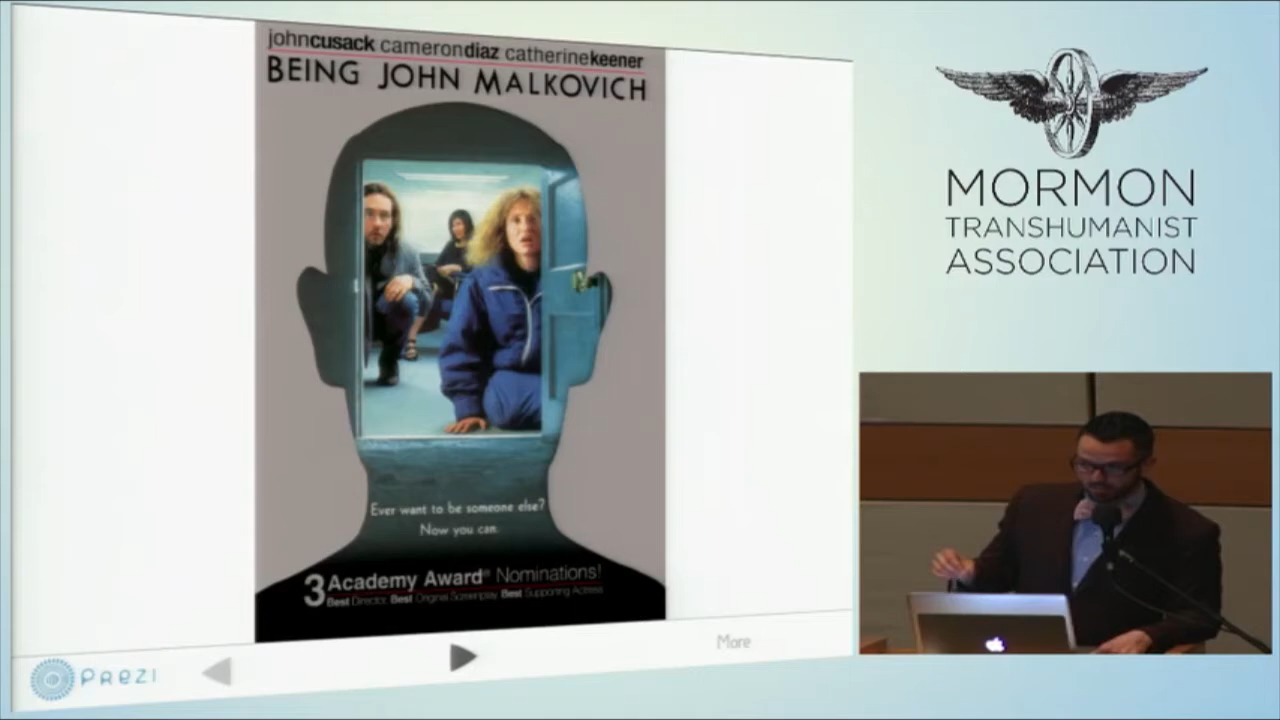 johncusack camerondiaz catherinekeener
BEING JOHN MALKOVICH
Ever want to be someone else?
Now you can.
3 Academy Award® Nominations!
Best Director, Best Original Screenplay, Best Supporting Actress
PREZI
More
MORMON
TRANSHUMANIST
ASSOCIATION